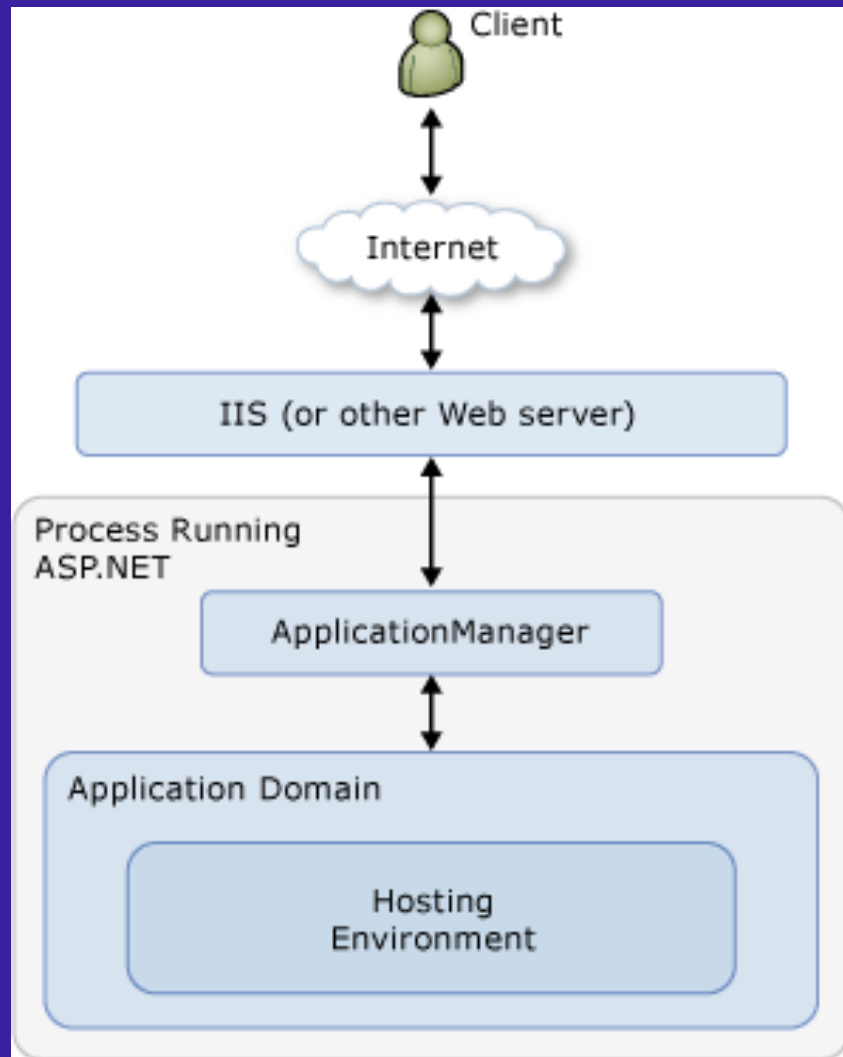 Client
Internet
IIS (or other Web server)
Process Running
ASP.NET
ApplicationManager
Application Domain
Hosting
Environment